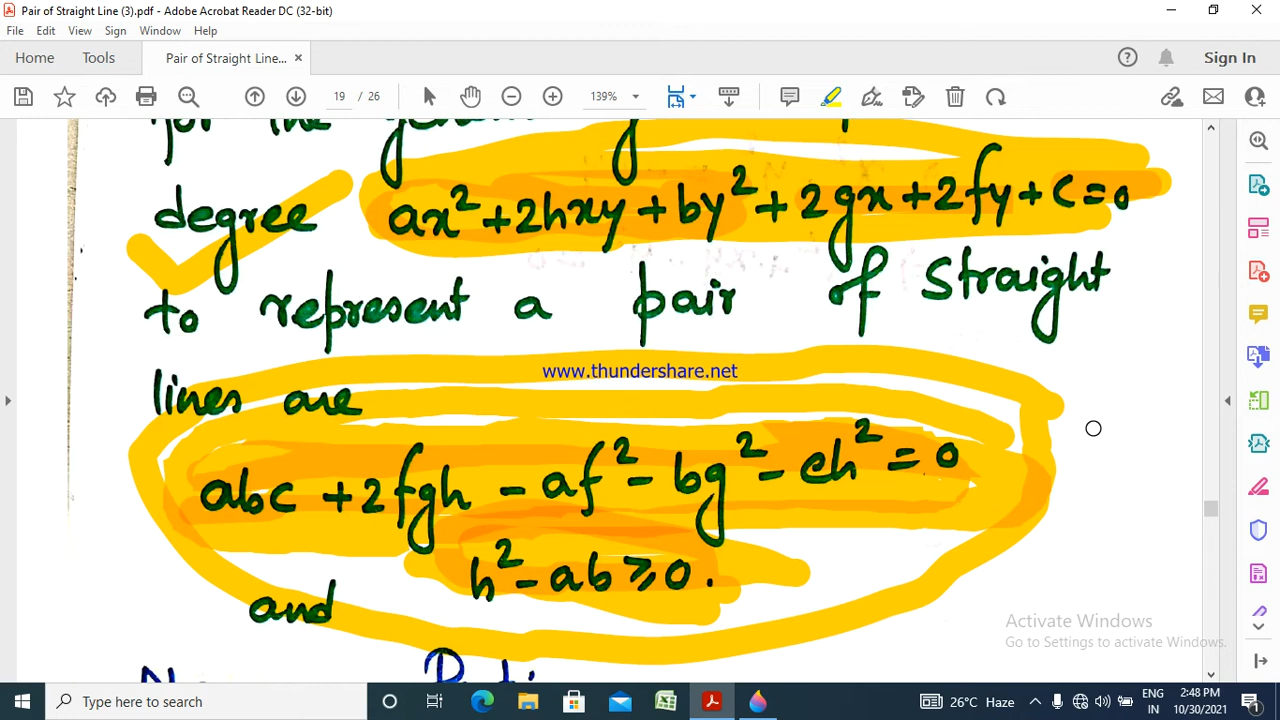 Pair of Straight Line (3).pdf - Adobe Acrobat Reader DC (32-bit)
File Edit View Sign Window Help
Home Tools Pair of Straight Line... × Sign In
19 / 26 139%
for the general
degree ax² + 2hxy + by² + 2gx + 2fy + c = 0
to represent a pair of straight
www.thundershare.net
lines are
abc + 2fgh - af² - bg² - ch² = 0
and h² - ab ≥ 0.
Activate Windows
Go to Settings to activate Windows.
Type here to search
26°C Haze
ENG
IN
2:48 PM
10/30/2021
1